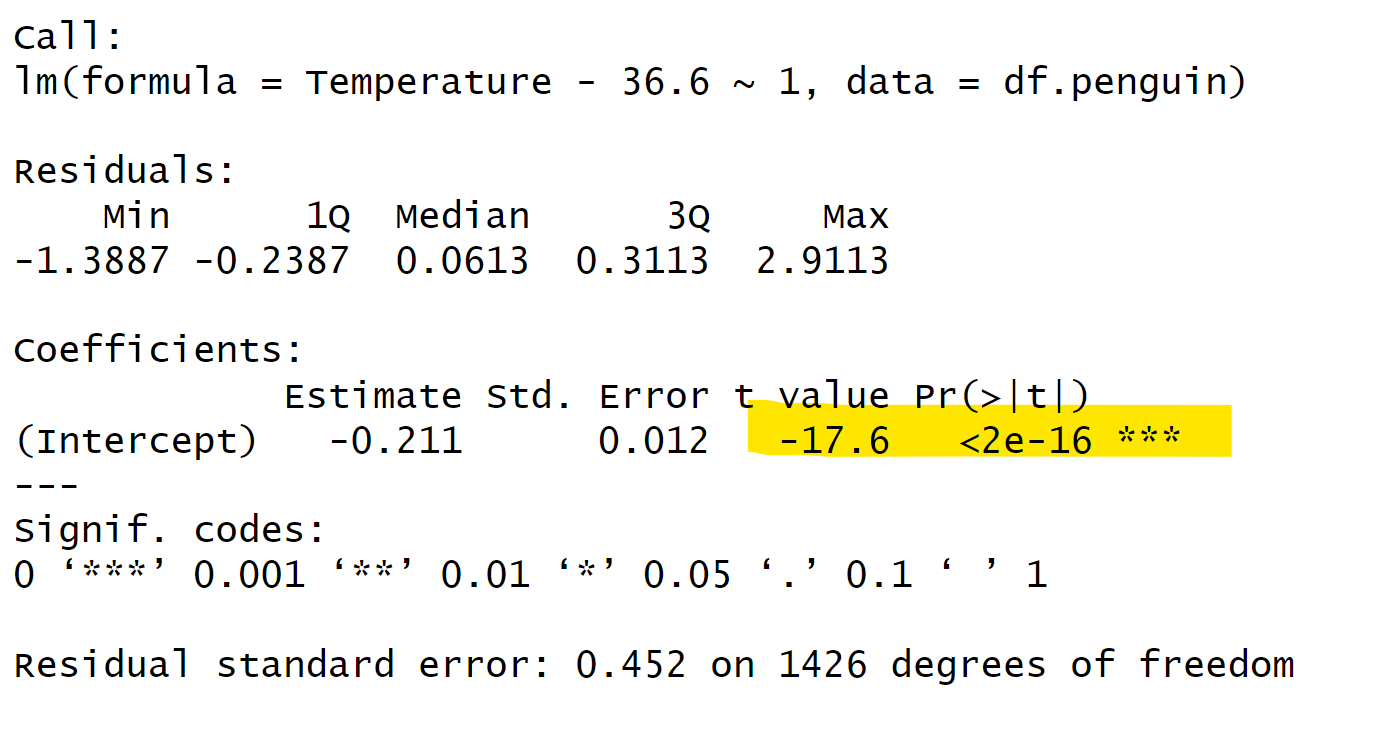 Call:
lm(formula = Temperature - 36.6 ~ 1, data = df.penguin)
Residuals:
Min 1Q Median 3Q Max
-1.3887 -0.2387 0.0613 0.3113 2.9113
Coefficients:
Estimate Std. Error t value Pr(>|t|)
(Intercept) -0.211 0.012 -17.6 <2e-16 ***
---
Signif. codes:
0 ‘***’ 0.001 ‘**’ 0.01 ‘*’ 0.05 ‘.’ 0.1 ‘ ’ 1
Residual standard error: 0.452 on 1426 degrees of freedom